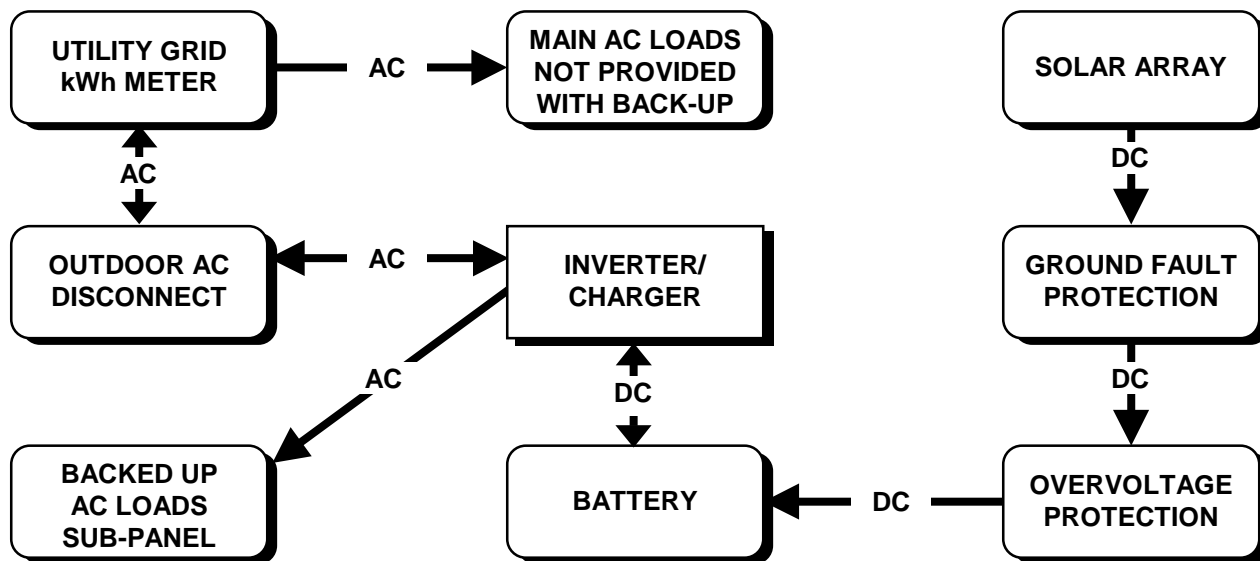 UTILITY GRID
kWh METER
AC
MAIN AC LOADS
NOT PROVIDED
WITH BACK-UP
SOLAR ARRAY
AC
DC
OUTDOOR AC
DISCONNECT
AC
INVERTER/
CHARGER
GROUND FAULT
PROTECTION
AC
DC
DC
BACKED UP
AC LOADS
SUB-PANEL
BATTERY
DC
OVERVOLTAGE
PROTECTION